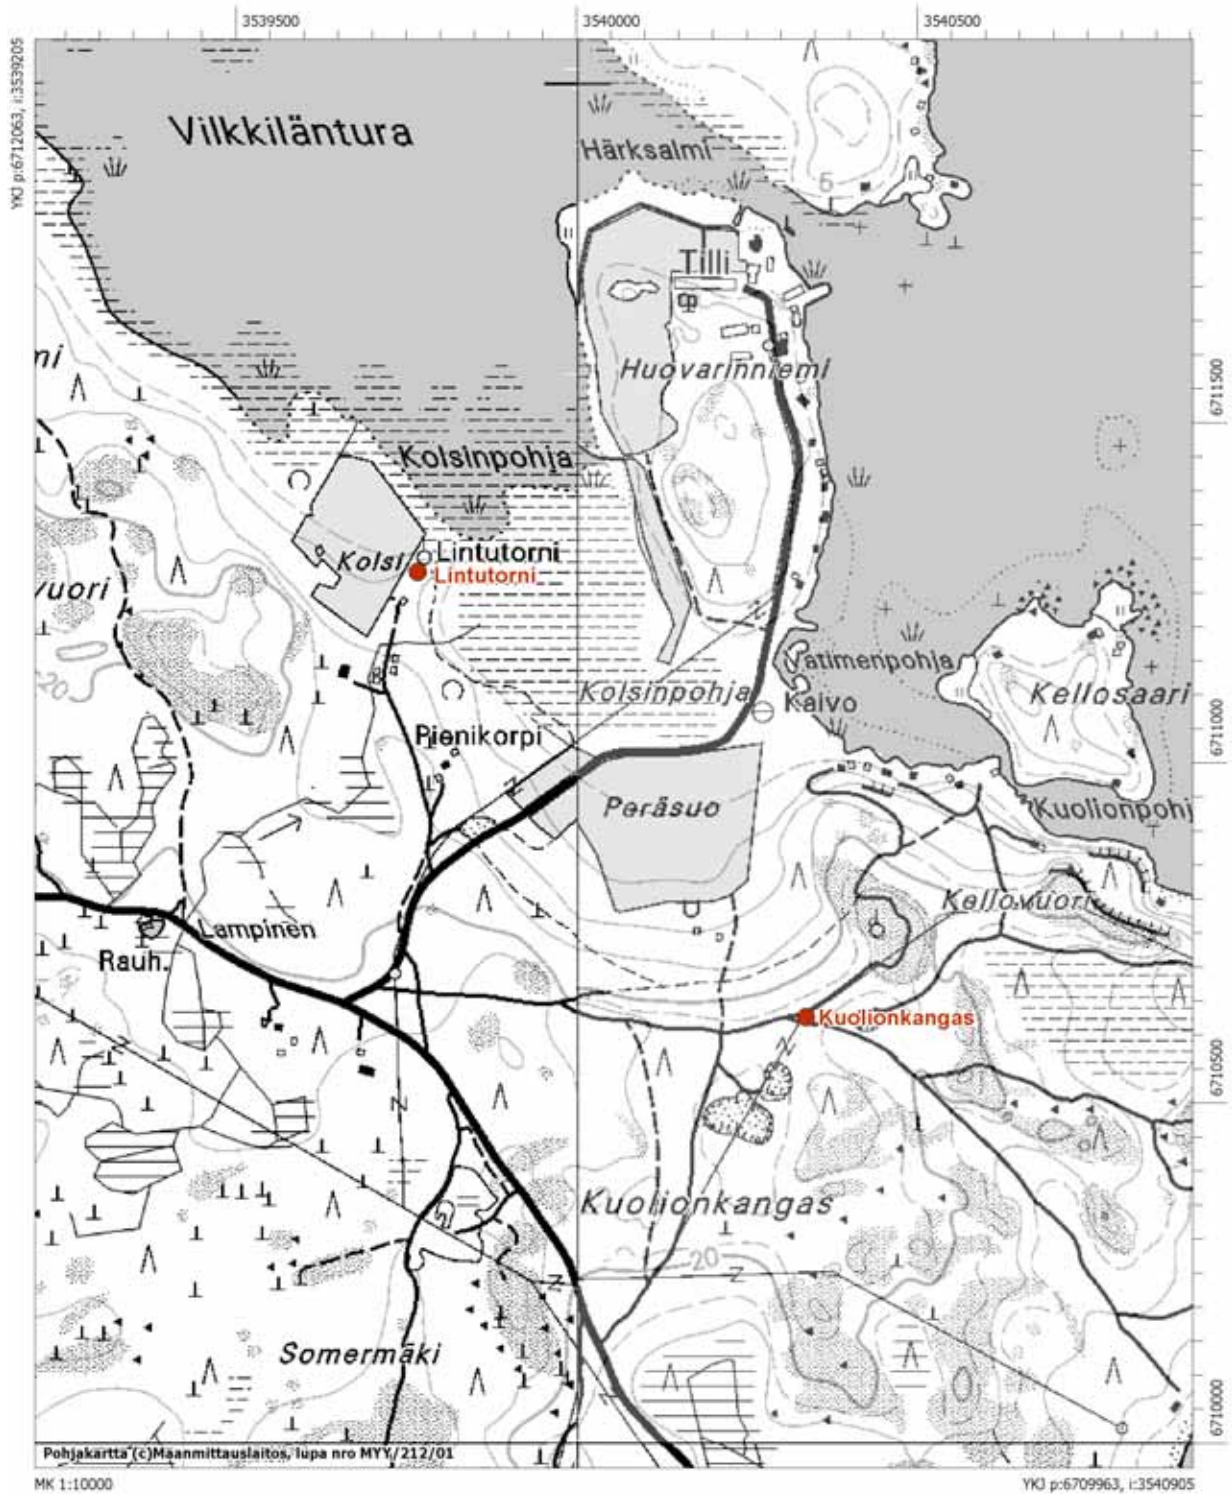 3539500
3540000
3540500
YKJ p:6712063, i:3539205
Vilkkiläntura
Härksalmi
Tilli
Huovarinniemi
mi
6711500
Kolsinpohja
Kolsi
Lintutorni
Lintutorni
vuori
20
Kolsinpohja
Kaivo
Kellosaari
Pienikorpi
6711000
Peräsuo
Kuolionpohj
Kellovuori
Lampinen
Rauh.
Kuolionkangas
6710500
Kuolionkangas
20
Somermäki
6710000
Pohjakartta (c)Maanmittauslaitos, lupa nro MYY/212/01
MK 1:10000
YKJ p:6709963, i:3540905